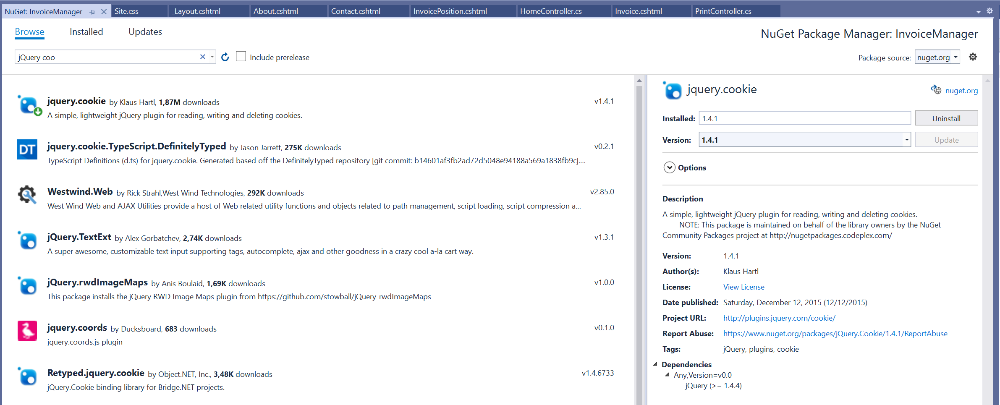 NuGet: InvoiceManager
Site.css
_Layout.cshtml
About.cshtml
Contact.cshtml
InvoicePosition.cshtml
HomeController.cs
Invoice.cshtml
PrintController.cs
Browse
Installed
Updates
NuGet Package Manager: InvoiceManager
jQuery coo
Include prerelease
Package source: nuget.org
jquery.cookie by Klaus Hartl, 1,87M downloads
v1.4.1
A simple, lightweight jQuery plugin for reading, writing and deleting cookies.
DT
jquery.cookie.TypeScript.DefinitelyTyped by Jason Jarrett, 275K downloads
v0.2.1
TypeScript Definitions (d.ts) for jquery.cookie. Generated based off the DefinitelyTyped repository [git commit: b14601af3fb2ad72d5048e94188a569a1838fb9c]....
Westwind.Web by Rick Strahl,West Wind Technologies, 292K downloads
v2.85.0
West Wind Web and AJAX Utilities provide a host of Web related utility functions and objects related to path management, script loading, script compression a...
jQuery.TextExt by Alex Gorbatchev, 2,74K downloads
v1.3.1
A super awesome, customizable text input supporting tags, autocomplete, ajax and other goodness in a crazy cool a-la cart way.
jQuery.rwdImageMaps by Anis Boulaid, 1,69K downloads
v1.0.0
This package installs the jQuery RWD Image Maps plugin from https://github.com/stowball/jQuery-rwdImageMaps
jquery.coords by Ducksboard, 683 downloads
v0.1.0
jquery.coords.js plugin
Retyped.jquery.cookie by Object.NET, Inc., 3,48K downloads
v1.4.6733
jQuery.Cookie binding library for Bridge.NET projects.
jquery.cookie
nuget.org
Installed: 1.4.1
Uninstall
Version: 1.4.1
Update
Options
Description
A simple, lightweight jQuery plugin for reading, writing and deleting cookies.
NOTE: This package is maintained on behalf of the library owners by the NuGet
Community Packages project at http://nugetpackages.codeplex.com/
Version: 1.4.1
Author(s): Klaus Hartl
License: View License
Date published: Saturday, December 12, 2015 (12/12/2015)
Project URL: http://plugins.jquery.com/cookie/
Report Abuse: https://www.nuget.org/packages/jQuery.Cookie/1.4.1/ReportAbuse
Tags: jQuery, plugins, cookie
Dependencies
Any,Version=v0.0
jQuery (>= 1.4.4)